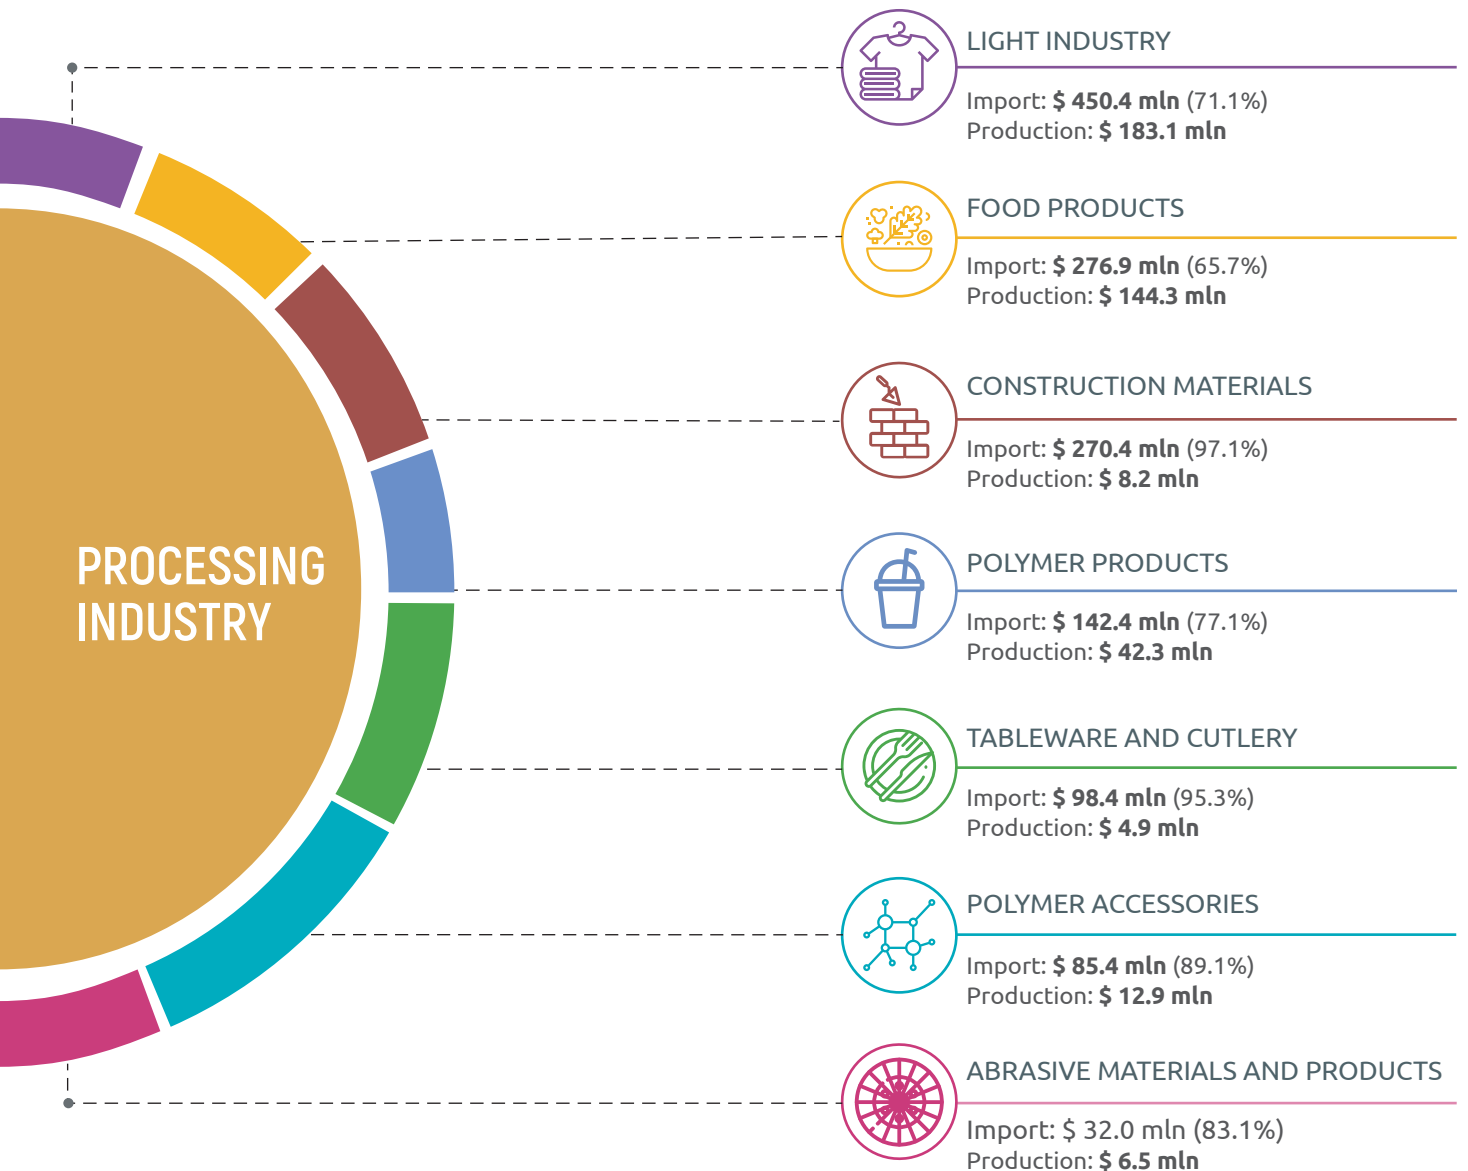 LIGHT INDUSTRY
Import: $ 450.4 mln (71.1%)
Production: $ 183.1 mln
FOOD PRODUCTS
Import: $ 276.9 mln (65.7%)
Production: $ 144.3 mln
CONSTRUCTION MATERIALS
Import: $ 270.4 mln (97.1%)
Production: $ 8.2 mln
PROCESSING
INDUSTRY
POLYMER PRODUCTS
Import: $ 142.4 mln (77.1%)
Production: $ 42.3 mln
TABLEWARE AND CUTLERY
Import: $ 98.4 mln (95.3%)
Production: $ 4.9 mln
POLYMER ACCESSORIES
Import: $ 85.4 mln (89.1%)
Production: $ 12.9 mln
ABRASIVE MATERIALS AND PRODUCTS
Import: $ 32.0 mln (83.1%)
Production: $ 6.5 mln